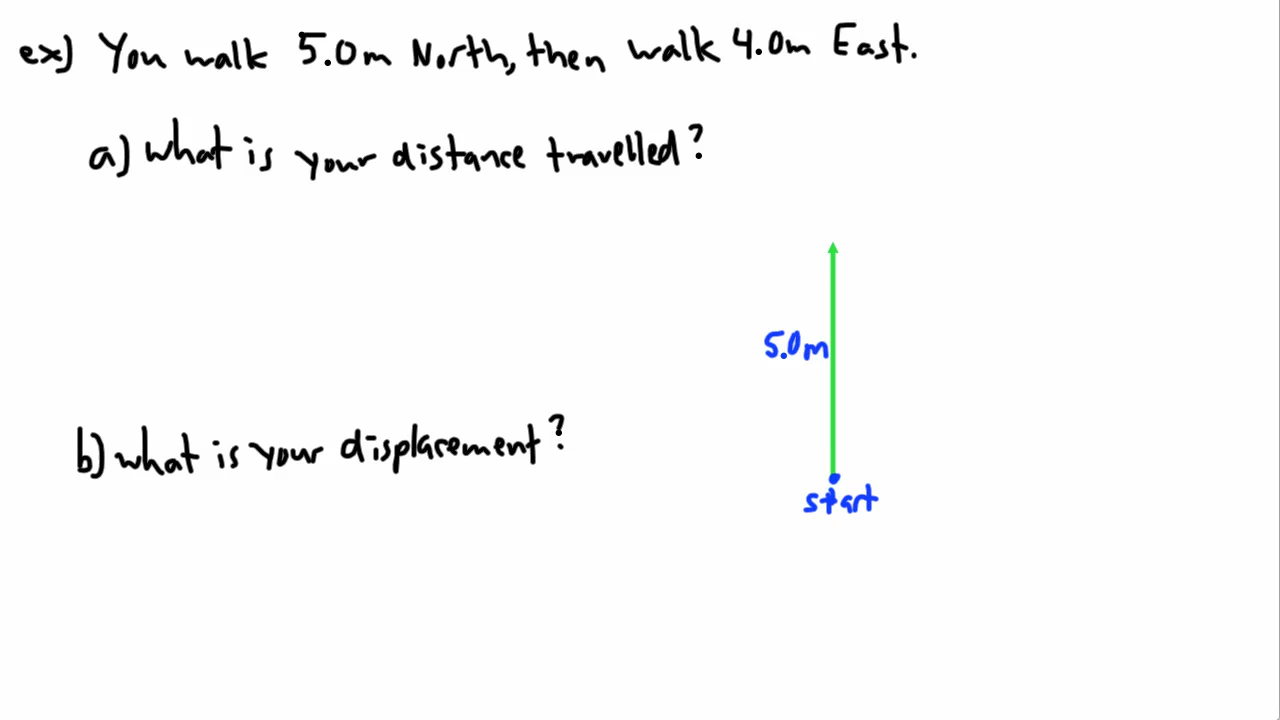 ex) You walk 5.0m North, then walk 4.0m East.
a) what is your distance travelled?
5.0m
b) what is your displacement?
start